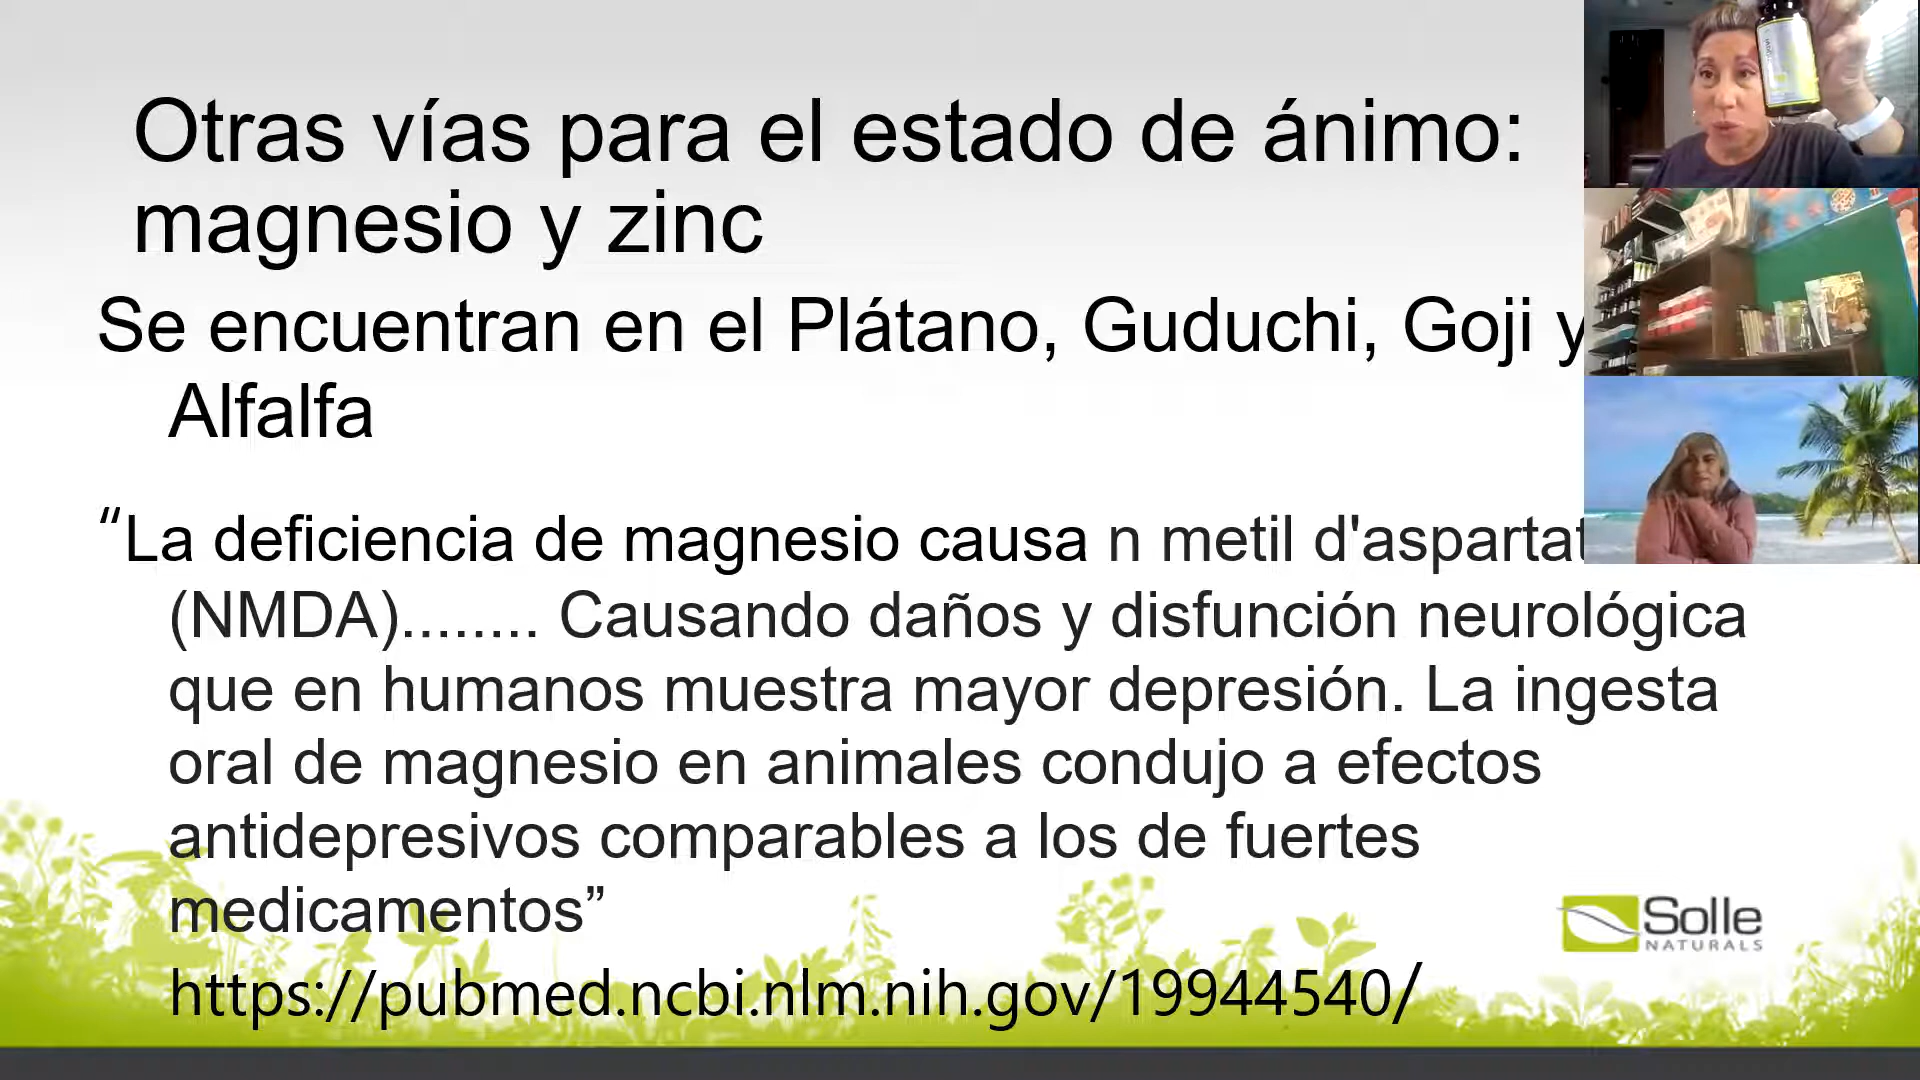 Otras vías para el estado de ánimo:
magnesio y zinc
Se encuentran en el Plátano, Guduchi, Goji y
Alfalfa
“La deficiencia de magnesio causa n metil d'aspartat
(NMDA)........ Causando daños y disfunción neurológica
que en humanos muestra mayor depresión. La ingesta
oral de magnesio en animales condujo a efectos
antidepresivos comparables a los de fuertes
medicamentos”
Solle
NATURALS
https://pubmed.ncbi.nlm.nih.gov/19944540/